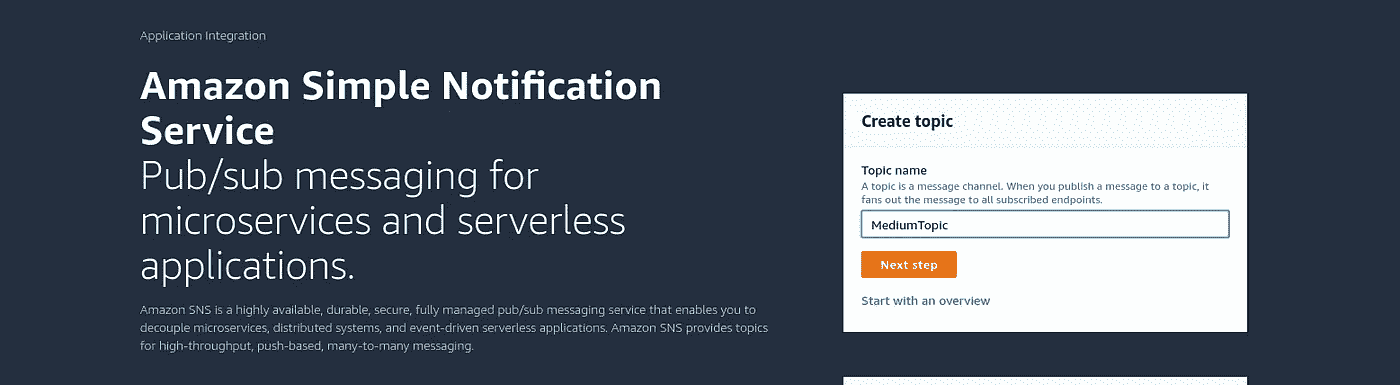 Application Integration
Amazon Simple Notification
Service
Pub/sub messaging for
microservices and serverless
applications.
Amazon SNS is a highly available, durable, secure, fully managed pub/sub messaging service that enables you to
decouple microservices, distributed systems, and event-driven serverless applications. Amazon SNS provides topics
for high-throughput, push-based, many-to-many messaging.
Create topic
Topic name
A topic is a message channel. When you publish a message to a topic, it
fans out the message to all subscribed endpoints.
MediumTopic
Next step
Start with an overview